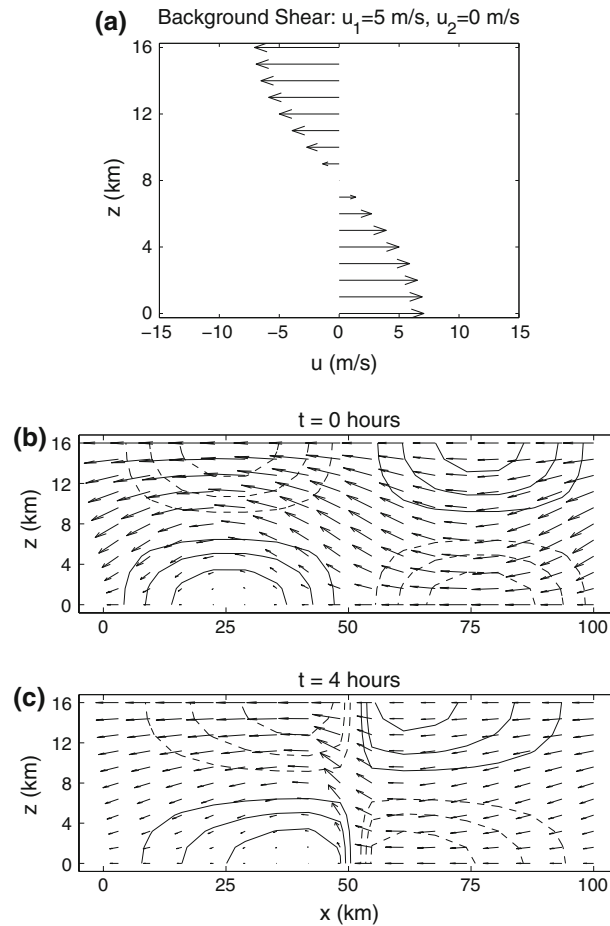 Background Shear: u₁=5 m/s, u₂=0 m/s
(a)
16
12
8
4
0
z (km)
−15 −10 −5 0 5 10 15
u (m/s)
(b)
t = 0 hours
16
12
8
4
0
z (km)
0 25 50 75 100
(c)
t = 4 hours
16
12
8
4
0
z (km)
0 25 50 75 100
x (km)